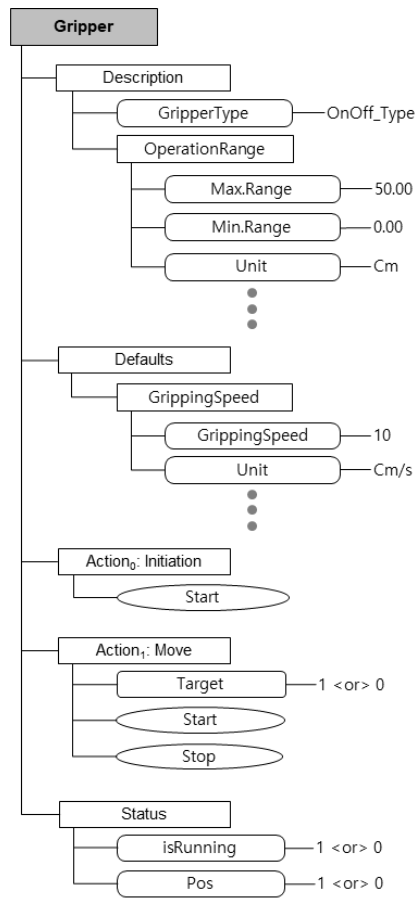 Gripper
Description
GripperType OnOff_Type
OperationRange
Max.Range 50.00
Min.Range 0.00
Unit Cm
Defaults
GrippingSpeed
GrippingSpeed 10
Unit Cm/s
Action₀: Initiation
Start
Action₁: Move
Target 1 <or> 0
Start
Stop
Status
isRunning 1 <or> 0
Pos 1 <or> 0